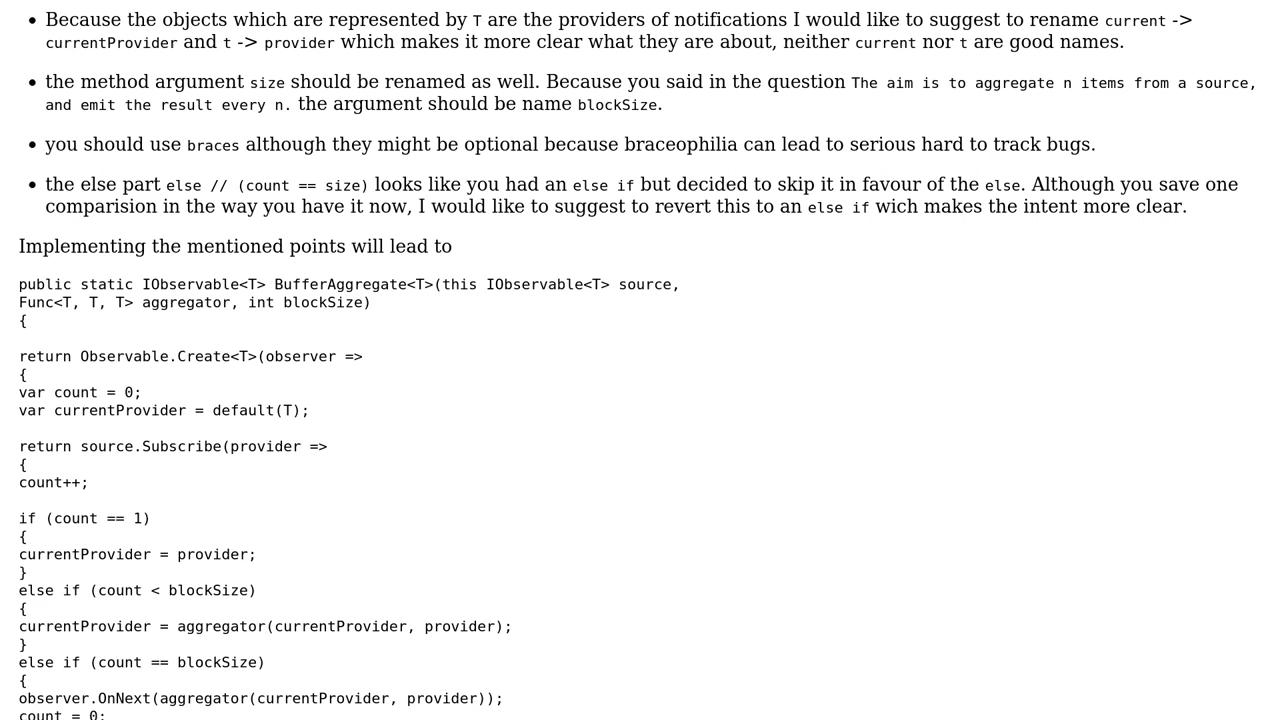 • Because the objects which are represented by T are the providers of notifications I would like to suggest to rename current ->
currentProvider and t -> provider which makes it more clear what they are about, neither current nor t are good names.
• the method argument size should be renamed as well. Because you said in the question The aim is to aggregate n items from a source,
and emit the result every n. the argument should be name blockSize.
• you should use braces although they might be optional because braceophilia can lead to serious hard to track bugs.
• the else part else // (count == size) looks like you had an else if but decided to skip it in favour of the else. Although you save one
comparision in the way you have it now, I would like to suggest to revert this to an else if wich makes the intent more clear.
Implementing the mentioned points will lead to
public static IObservable<T> BufferAggregate<T>(this IObservable<T> source,
Func<T, T, T> aggregator, int blockSize)
{
return Observable.Create<T>(observer =>
{
var count = 0;
var currentProvider = default(T);
return source.Subscribe(provider =>
{
count++;
if (count == 1)
{
currentProvider = provider;
}
else if (count < blockSize)
{
currentProvider = aggregator(currentProvider, provider);
}
else if (count == blockSize)
{
observer.OnNext(aggregator(currentProvider, provider));
count = 0;